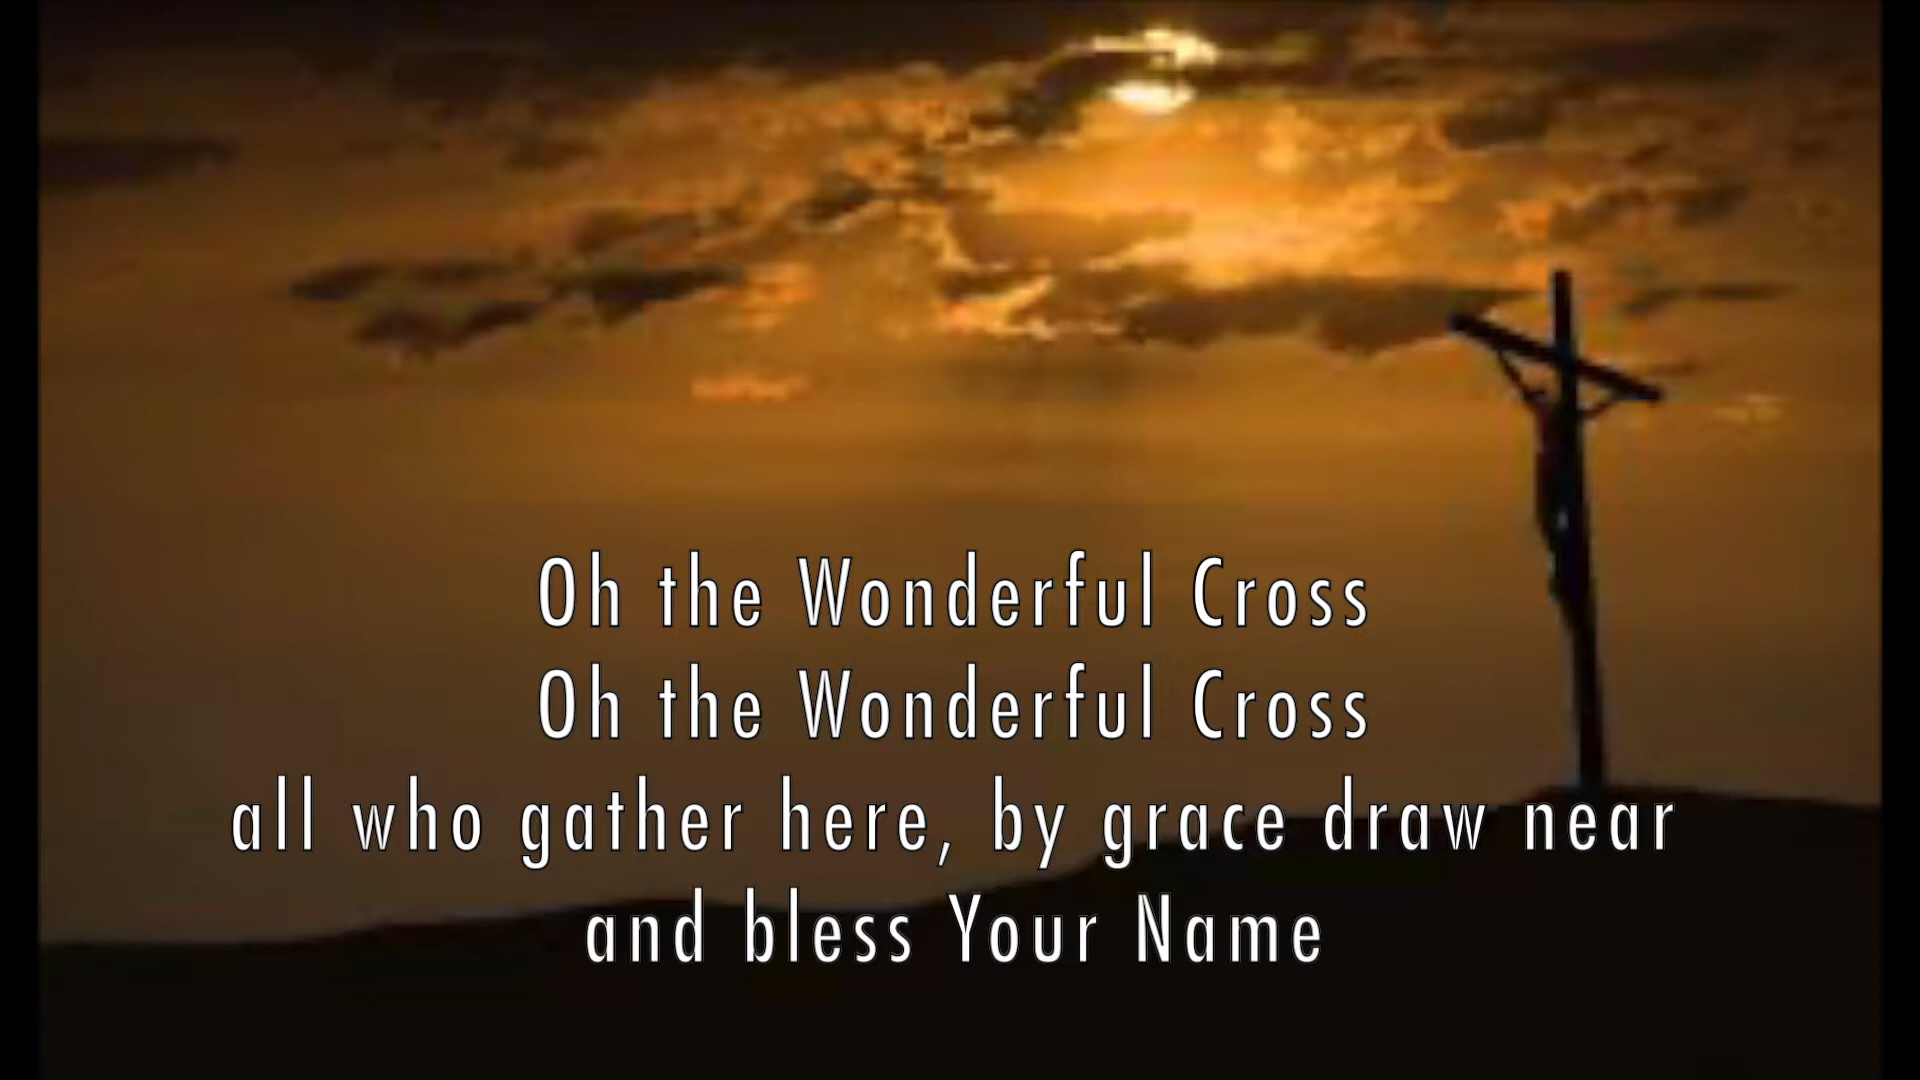 Oh the Wonderful Cross
Oh the Wonderful Cross
all who gather here, by grace draw near
and bless Your Name